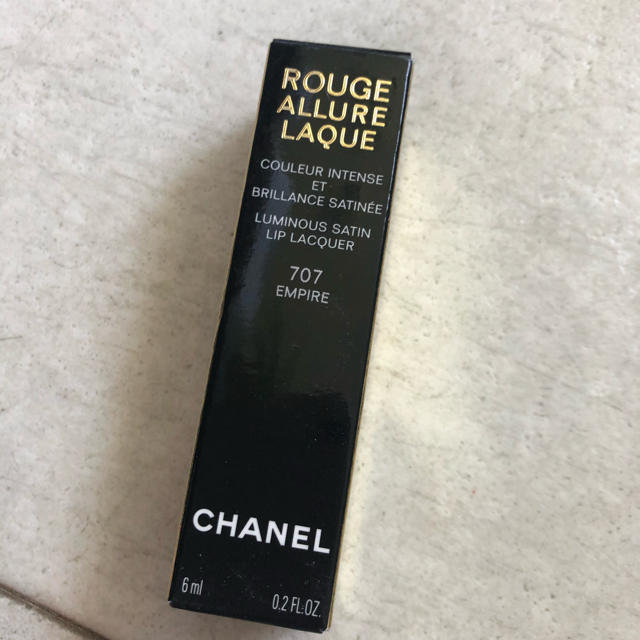 ROUGE
ALLURE
LAQUE
COULEUR INTENSE
ET
BRILLANCE SATINÉE
LUMINOUS SATIN
LIP LACQUER
707
EMPIRE
CHANEL
6 ml 0.2 FL.OZ.